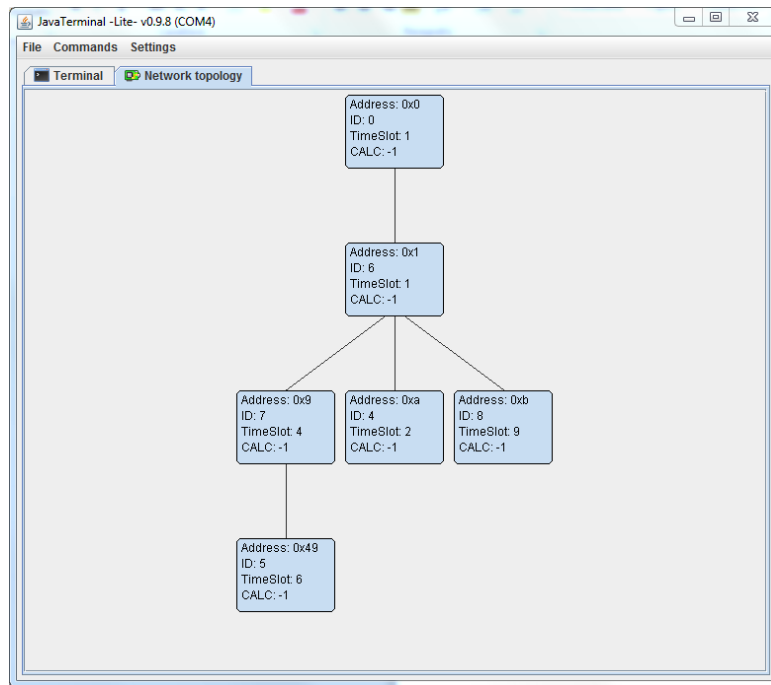 JavaTerminal -Lite- v0.9.8 (COM4)
File Commands Settings
Terminal Network topology
Address: 0x0
ID: 0
TimeSlot: 1
CALC: -1
Address: 0x1
ID: 6
TimeSlot: 1
CALC: -1
Address: 0x9
ID: 7
TimeSlot: 4
CALC: -1
Address: 0xa
ID: 4
TimeSlot: 2
CALC: -1
Address: 0xb
ID: 8
TimeSlot: 9
CALC: -1
Address: 0x49
ID: 5
TimeSlot: 6
CALC: -1